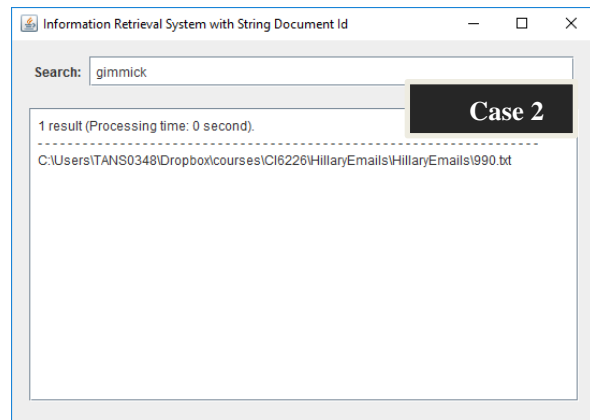 Information Retrieval System with String Document Id
Search: gimmick
Case 2
1 result (Processing time: 0 second).
- - - - - - - - - - - - - - - - - - - - - - - - - - - - - - - - - - - - - - - - - - - - - - - - - - - - - - - - - - - - - - - -
C:\Users\TANS0348\Dropbox\courses\CI6226\HillaryEmails\HillaryEmails\990.txt